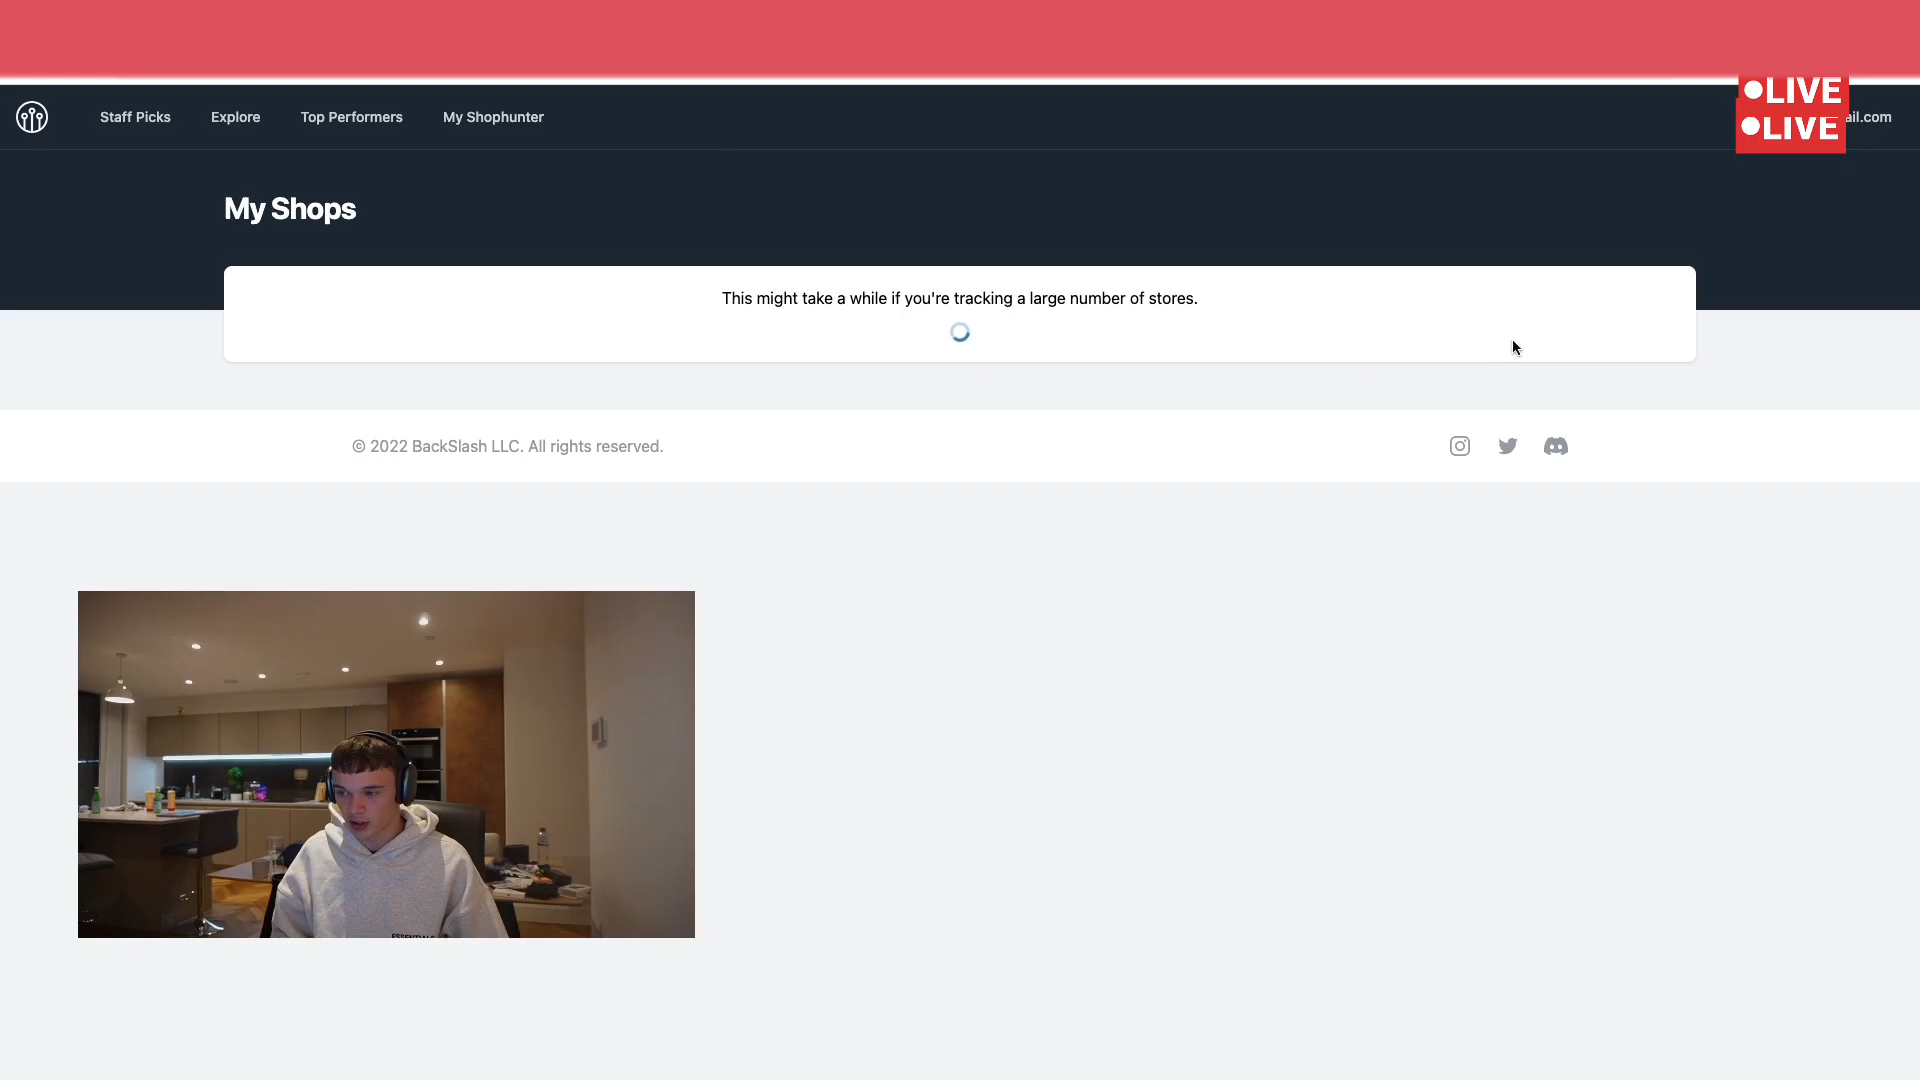 LIVE
Staff Picks
Explore
Top Performers
My Shophunter
LIVE
ail.com
My Shops
This might take a while if you're tracking a large number of stores.
© 2022 BackSlash LLC. All rights reserved.
ESSENTIALS